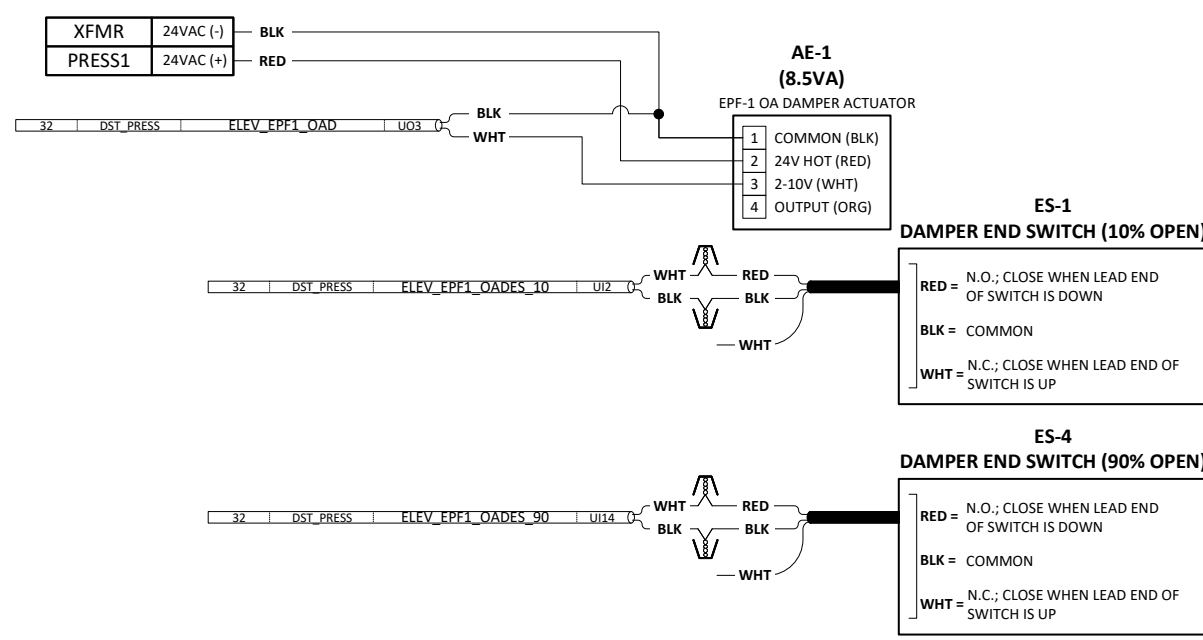 XFMR 24VAC (-) BLK
PRESS1 24VAC (+) RED
AE-1
(8.5VA)
EPF-1 OA DAMPER ACTUATOR
1 COMMON (BLK)
2 24V HOT (RED)
3 2-10V (WHT)
4 OUTPUT (ORG)
32 DST_PRESS ELEV_EPF1_OAD UO3
BLK
WHT
ES-1
DAMPER END SWITCH (10% OPEN)
32 DST_PRESS ELEV_EPF1_OADES_10 UI2
WHT RED
BLK BLK
WHT
RED = N.O.; CLOSE WHEN LEAD END
OF SWITCH IS DOWN
BLK = COMMON
WHT = N.C.; CLOSE WHEN LEAD END OF
SWITCH IS UP
ES-4
DAMPER END SWITCH (90% OPEN)
32 DST_PRESS ELEV_EPF1_OADES_90 UI14
WHT RED
BLK BLK
WHT
RED = N.O.; CLOSE WHEN LEAD END
OF SWITCH IS DOWN
BLK = COMMON
WHT = N.C.; CLOSE WHEN LEAD END OF
SWITCH IS UP